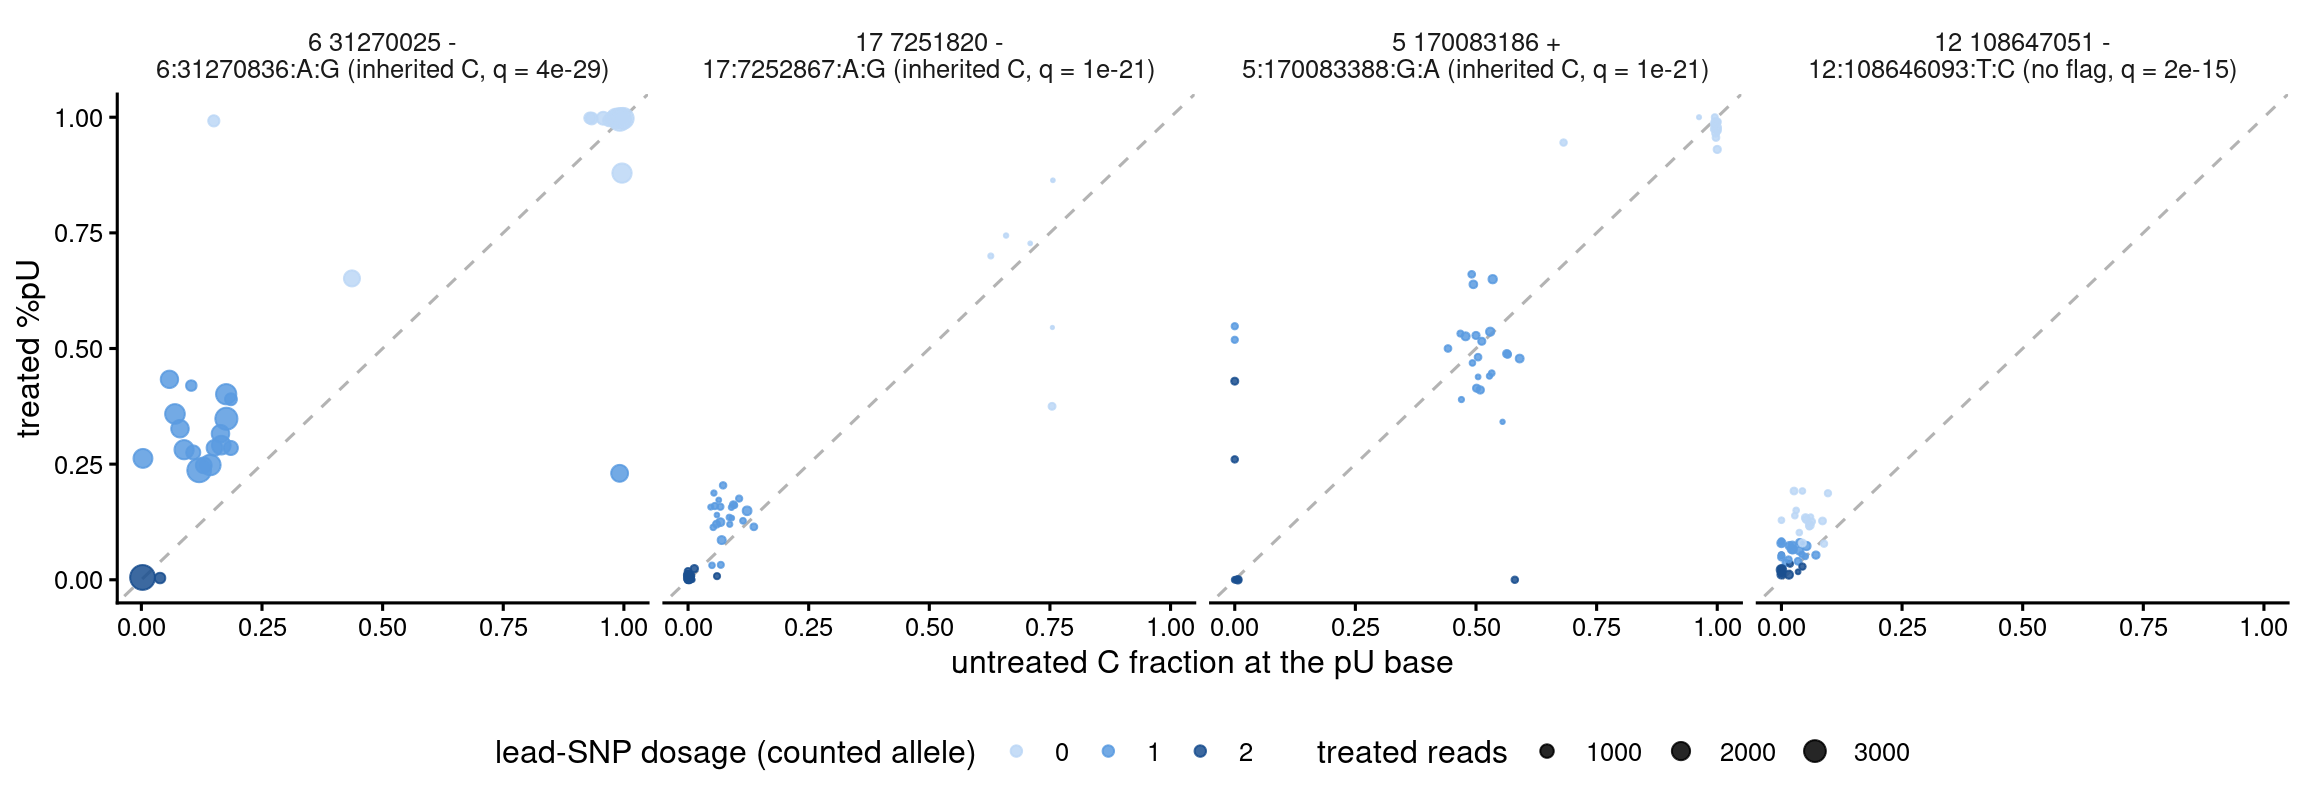 6 31270025 -
6:31270836:A:G (inherited C, q = 4e-29)
17 7251820 -
17:7252867:A:G (inherited C, q = 1e-21)
5 170083186 +
5:170083388:G:A (inherited C, q = 1e-21)
12 108647051 -
12:108646093:T:C (no flag, q = 2e-15)
treated %pU
1.00
0.75
0.50
0.25
0.00
0.00 0.25 0.50 0.75 1.00
0.00 0.25 0.50 0.75 1.00
0.00 0.25 0.50 0.75 1.00
0.00 0.25 0.50 0.75 1.00
untreated C fraction at the pU base
lead-SNP dosage (counted allele) 0 1 2 treated reads 1000 2000 3000